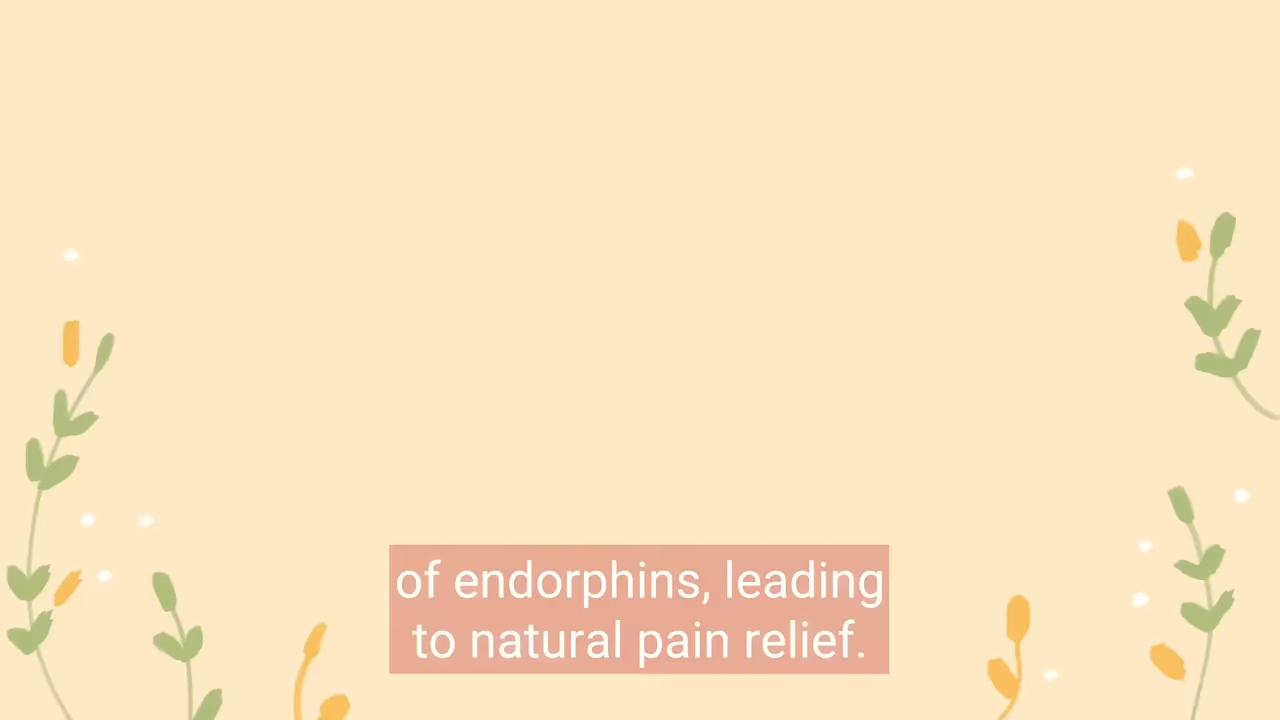 of endorphins, leading
to natural pain relief.